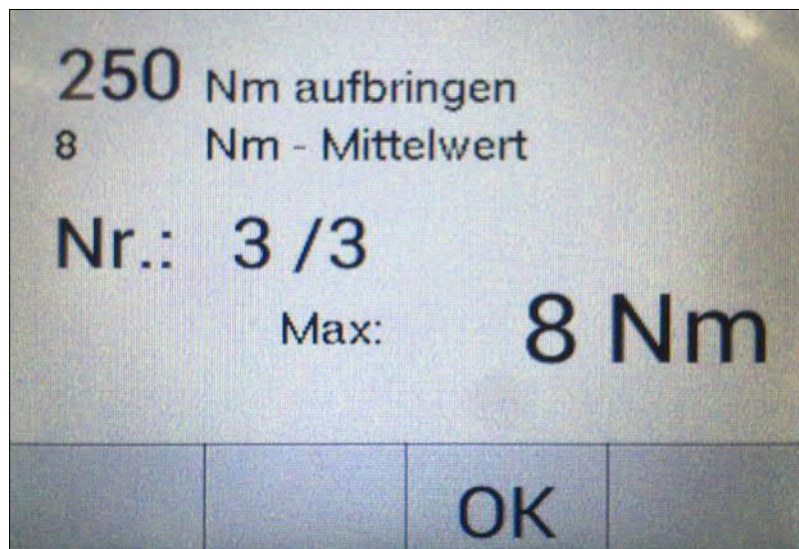 250 Nm aufbringen
8 Nm - Mittelwert
Nr.: 3 /3
Max: 8 Nm
OK